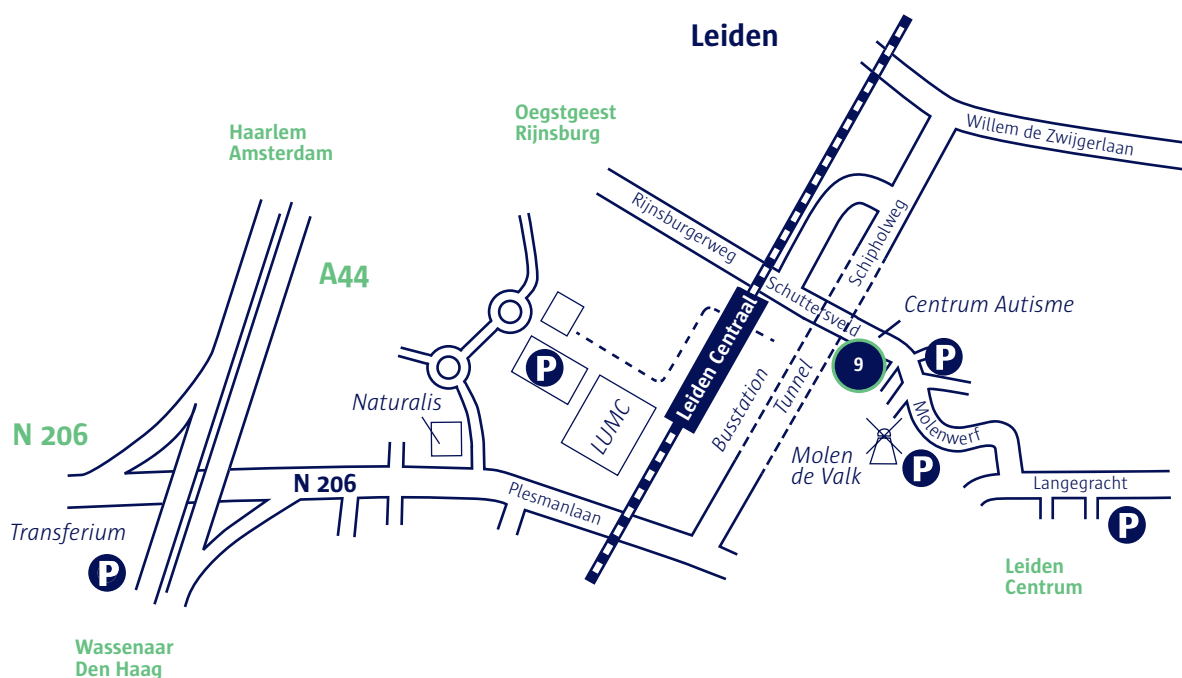 Leiden
Oegstgeest
Rijnsburg
Haarlem
Amsterdam
Willem de Zwijgerlaan
Rijnsburgerweg
Schipholweg
A44
Schuttersveld
Centrum Autisme
Leiden Centraal
P
9
P
Naturalis
LUMC
Busstation
Tunnel
Molenwerf
N 206
Molen
de Valk
P
N 206
Plesmanlaan
Langegracht
Transferium
P
P
Leiden
Centrum
Wassenaar
Den Haag